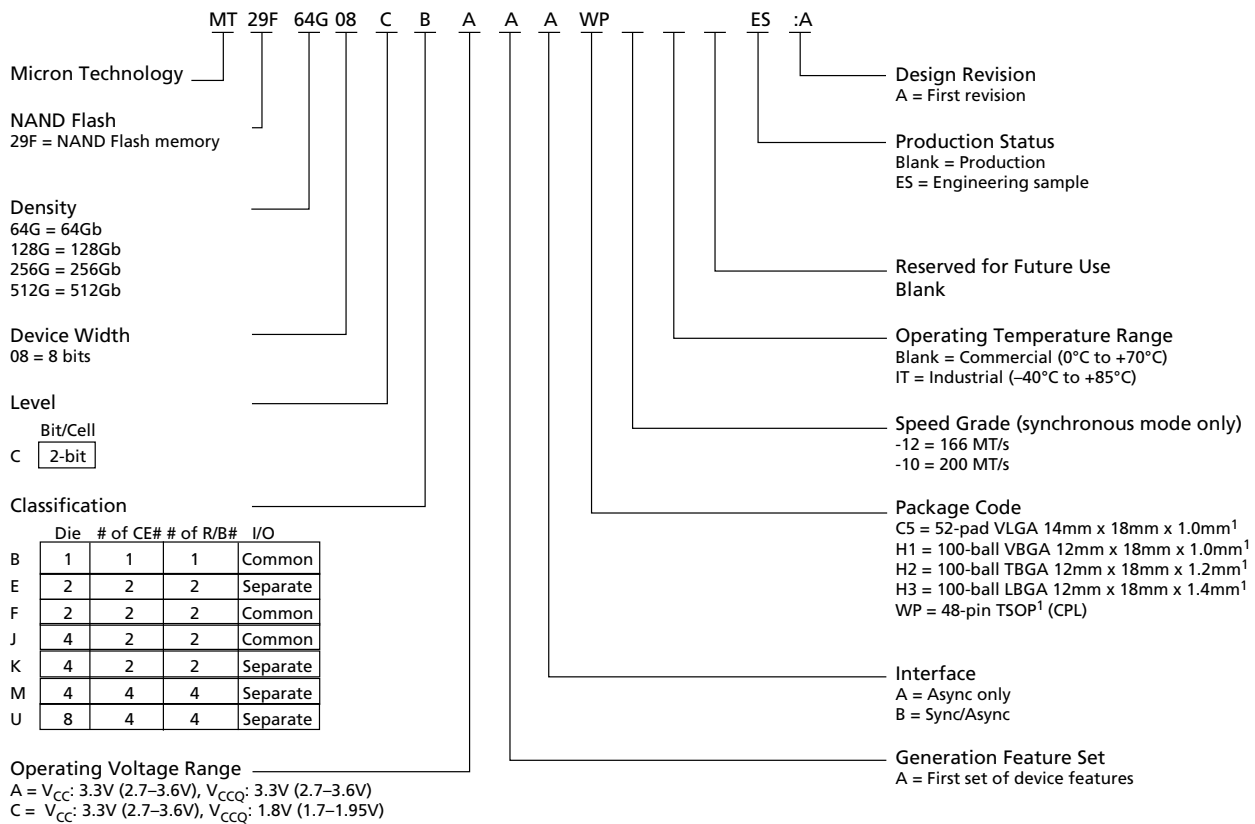 MT 29F 64G 08 C B A A A WP ES :A
Micron Technology
NAND Flash
29F = NAND Flash memory
Density
64G = 64Gb
128G = 128Gb
256G = 256Gb
512G = 512Gb
Device Width
08 = 8 bits
Level
Bit/Cell
C 2-bit
Classification
Die # of CE# # of R/B# I/O
B 1 1 1 Common
E 2 2 2 Separate
F 2 2 2 Common
J 4 2 2 Common
K 4 2 2 Separate
M 4 4 4 Separate
U 8 4 4 Separate
Operating Voltage Range
A = VCC: 3.3V (2.7–3.6V), VCCQ: 3.3V (2.7–3.6V)
C = VCC: 3.3V (2.7–3.6V), VCCQ: 1.8V (1.7–1.95V)
Design Revision
A = First revision
Production Status
Blank = Production
ES = Engineering sample
Reserved for Future Use
Blank
Operating Temperature Range
Blank = Commercial (0°C to +70°C)
IT = Industrial (–40°C to +85°C)
Speed Grade (synchronous mode only)
-12 = 166 MT/s
-10 = 200 MT/s
Package Code
C5 = 52-pad VLGA 14mm x 18mm x 1.0mm1
H1 = 100-ball VBGA 12mm x 18mm x 1.0mm1
H2 = 100-ball TBGA 12mm x 18mm x 1.2mm1
H3 = 100-ball LBGA 12mm x 18mm x 1.4mm1
WP = 48-pin TSOP1 (CPL)
Interface
A = Async only
B = Sync/Async
Generation Feature Set
A = First set of device features